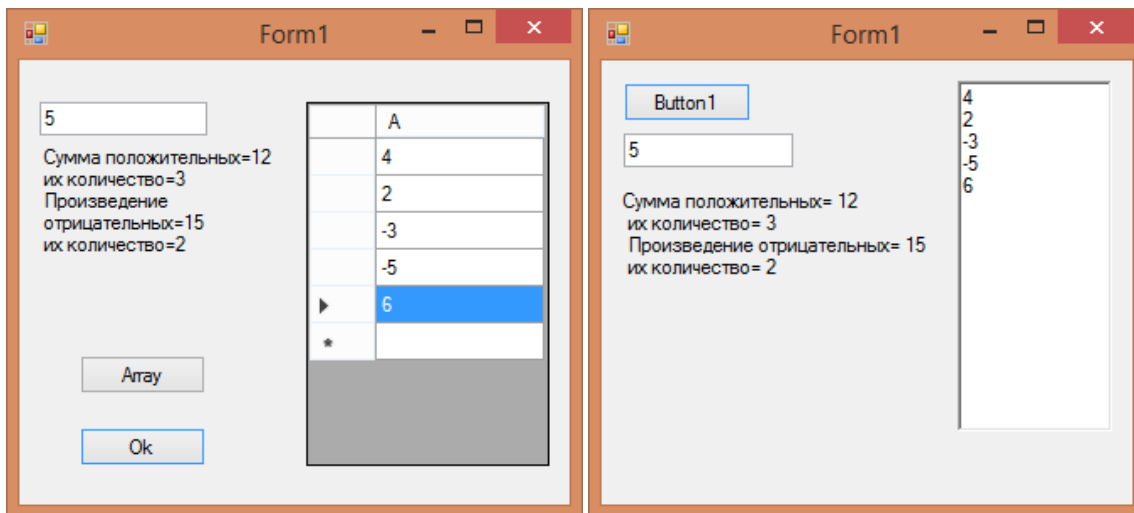 Form1
5
Сумма положительных=12
их количество=3
Произведение
отрицательных=15
их количество=2
Array
Ok
A
4
2
-3
-5
6
*
Form1
Button1
5
Сумма положительных= 12
их количество= 3
Произведение отрицательных= 15
их количество= 2
4
2
-3
-5
6